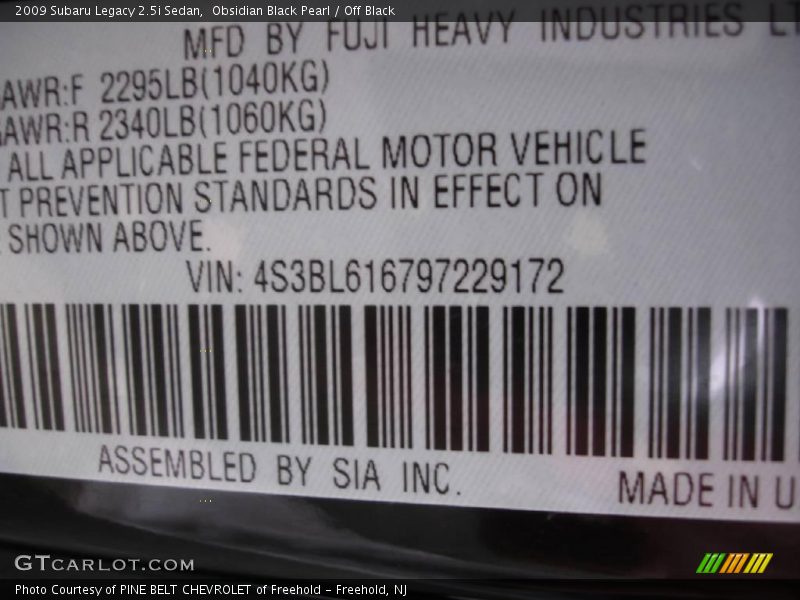 2009 Subaru Legacy 2.5i Sedan,  Obsidian Black Pearl / Off Black
MFD BY FUJI HEAVY INDUSTRIES LT
AWR:F 2295LB(1040KG)
AWR:R 2340LB(1060KG)
ALL APPLICABLE FEDERAL MOTOR VEHICLE
T PREVENTION STANDARDS IN EFFECT ON
SHOWN ABOVE.
VIN: 4S3BL616797229172
ASSEMBLED BY SIA INC.
MADE IN U
GTCARLOT.COM
Photo Courtesy of PINE BELT CHEVROLET of Freehold – Freehold, NJ